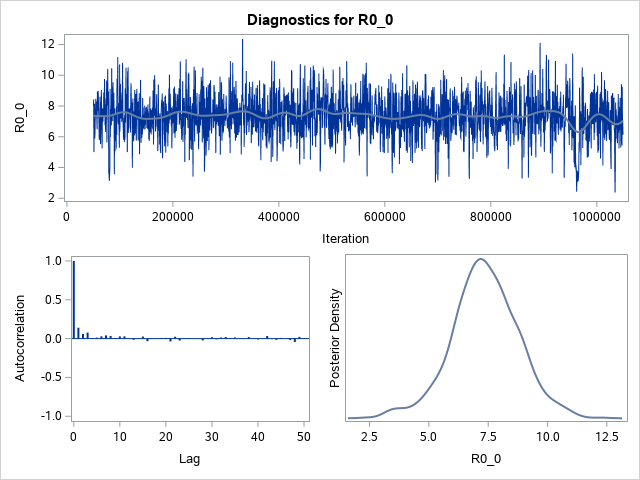 Diagnostics for R0_0
12
10
8
6
4
2
R0_0
0 200000 400000 600000 800000 1000000
Iteration
1.0
0.5
0.0
-0.5
-1.0
Autocorrelation
0 10 20 30 40 50
Lag
Posterior Density
2.5 5.0 7.5 10.0 12.5
R0_0